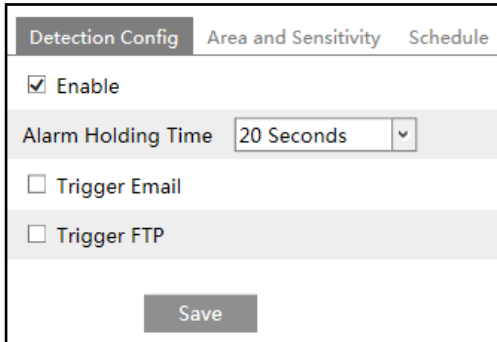 Detection Config Area and Sensitivity Schedule
Enable
Alarm Holding Time 20 Seconds
Trigger Email
Trigger FTP
Save